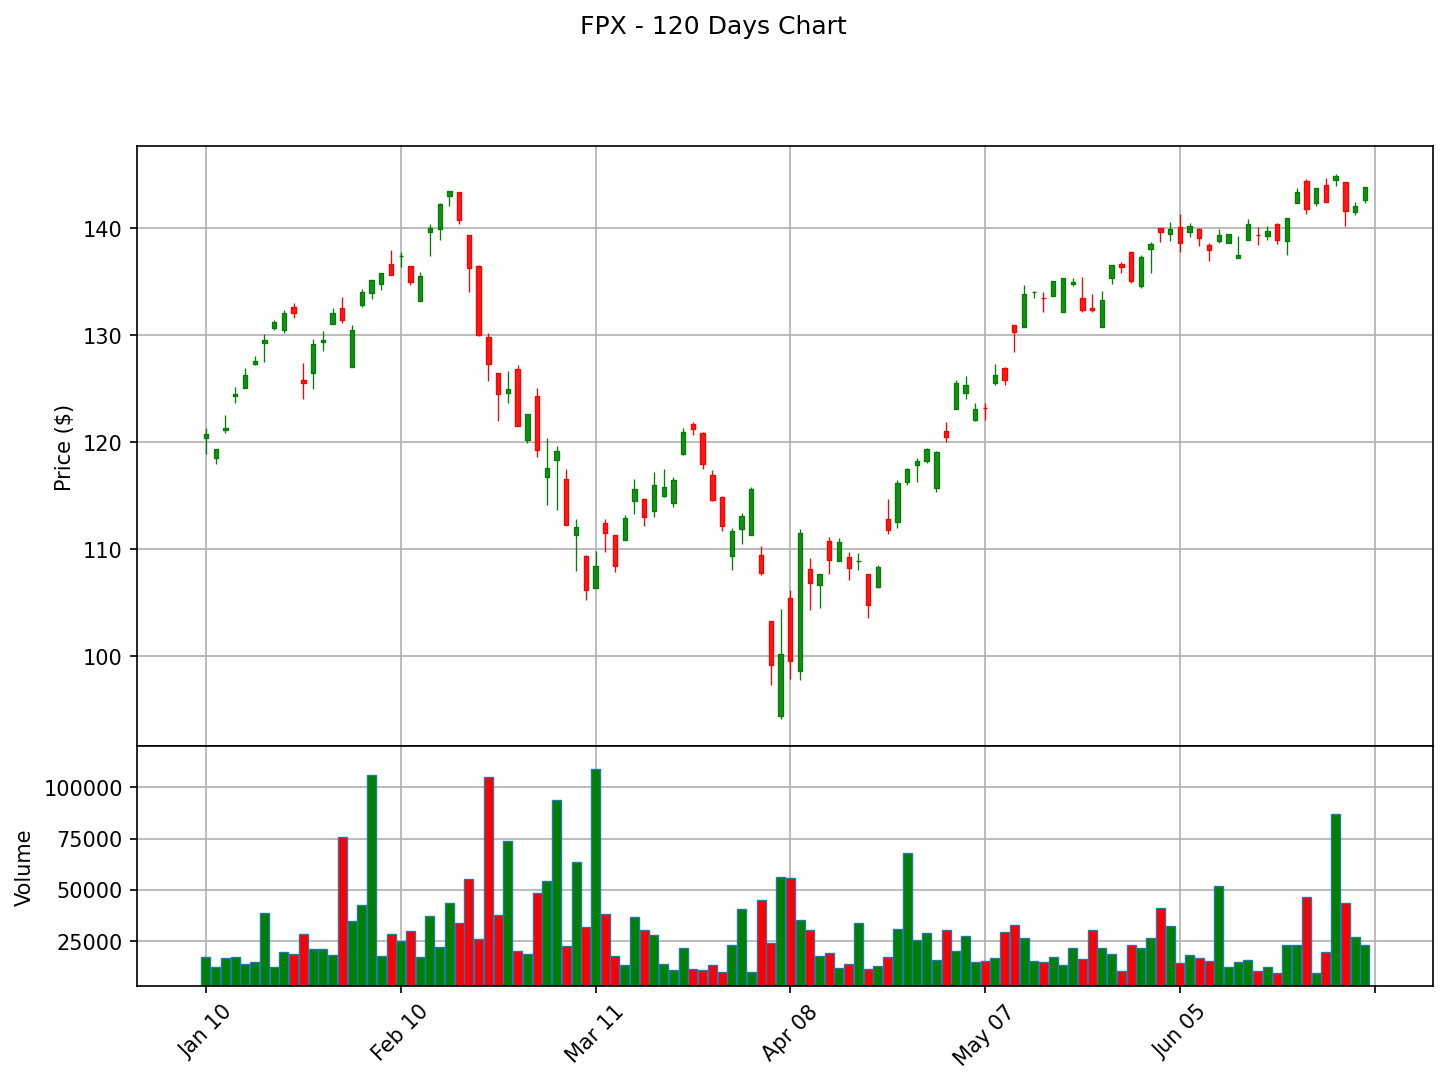 FPX - 120 Days Chart
Price ($)
140
130
120
110
100
Volume
100000
75000
50000
25000
Jan 10
Feb 10
Mar 11
Apr 08
May 07
Jun 05